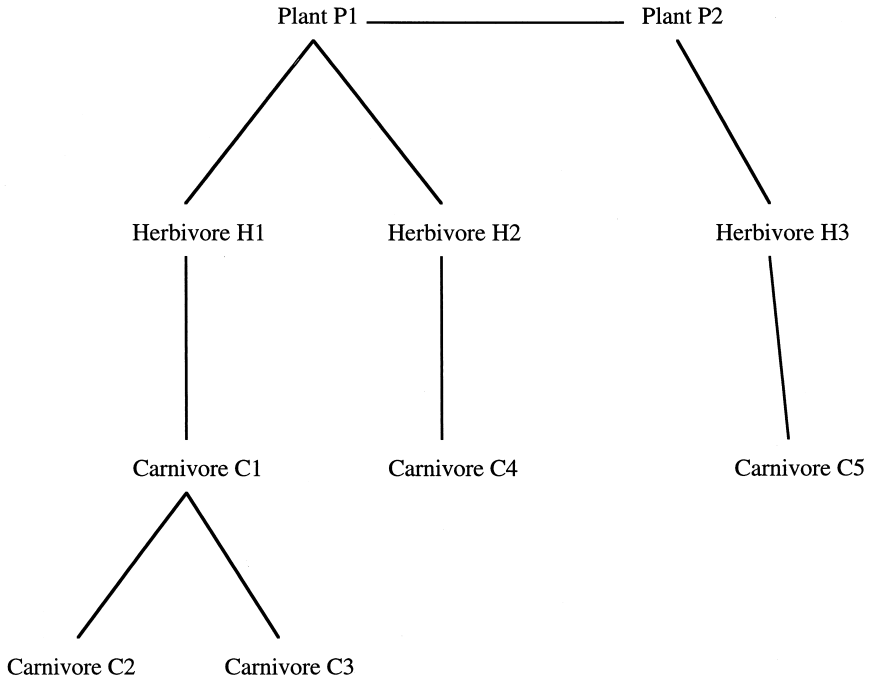 Plant P1
Plant P2
Herbivore H1
Herbivore H2
Herbivore H3
Carnivore C1
Carnivore C4
Carnivore C5
Carnivore C2
Carnivore C3